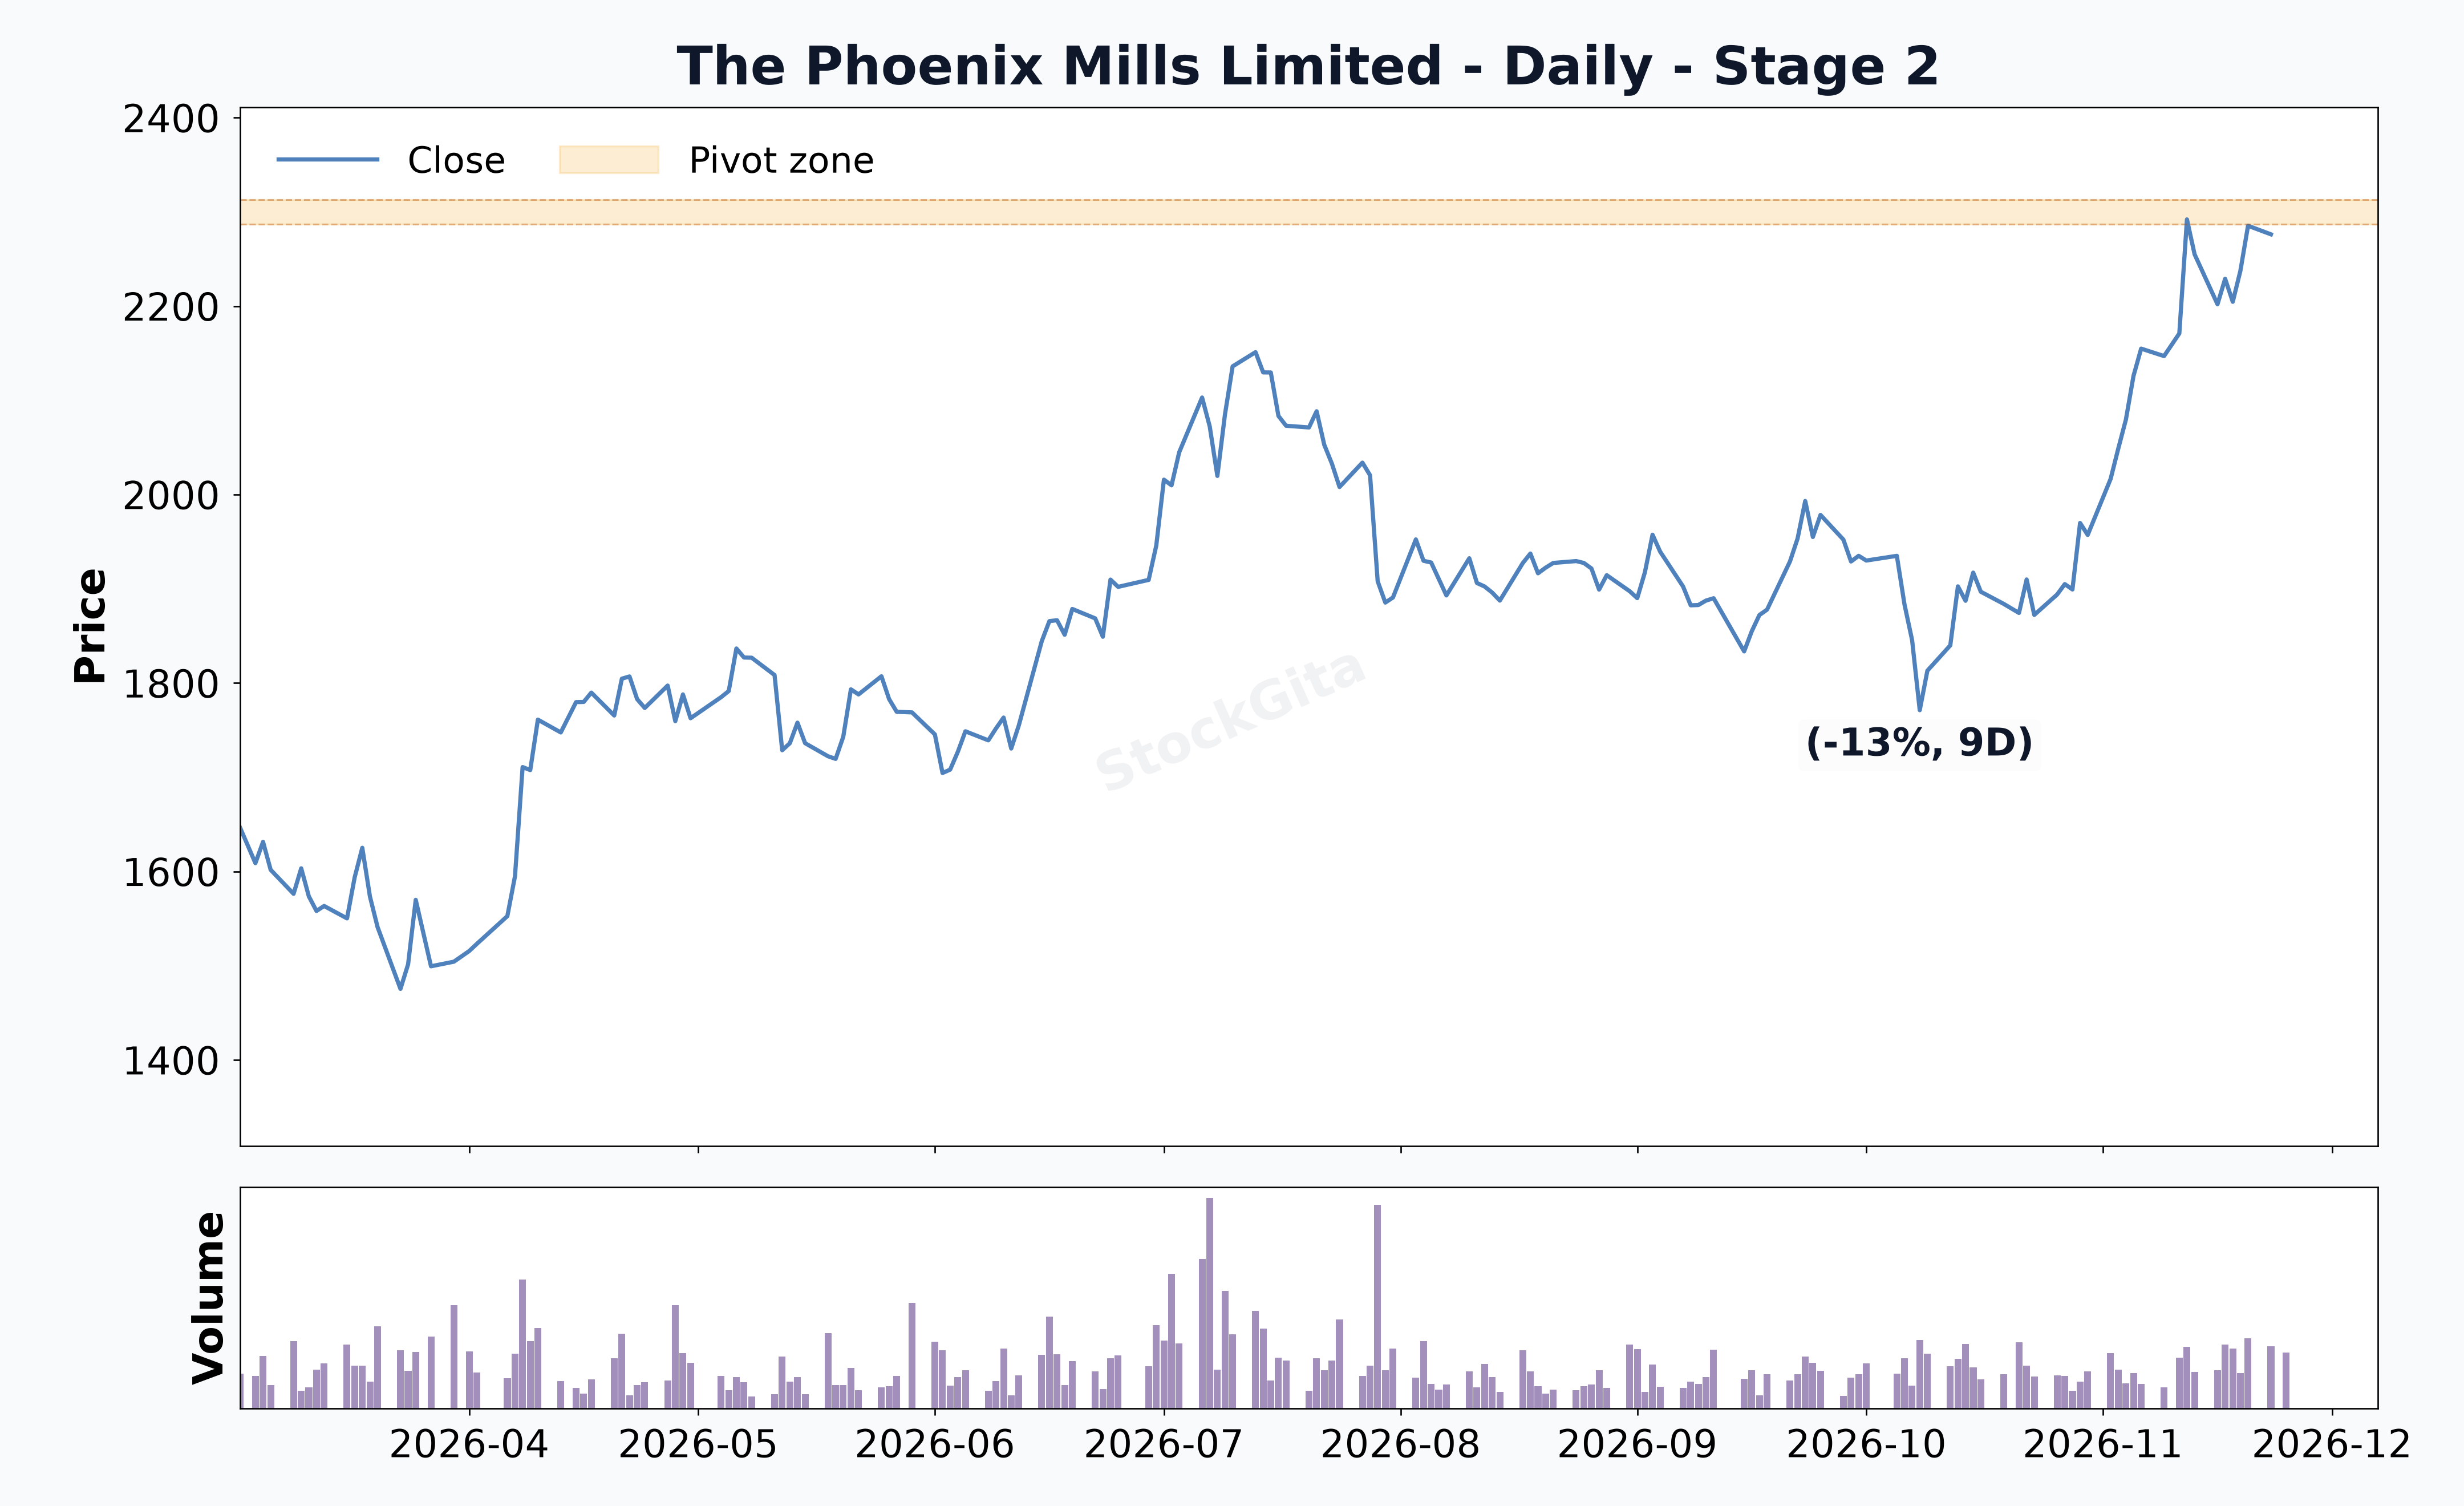 The Phoenix Mills Limited - Daily - Stage 2
Close
Pivot zone
Price
2400
2200
2000
1800
1600
1400
StockGita
(-13%, 9D)
Volume
2026-04
2026-05
2026-06
2026-07
2026-08
2026-09
2026-10
2026-11
2026-12